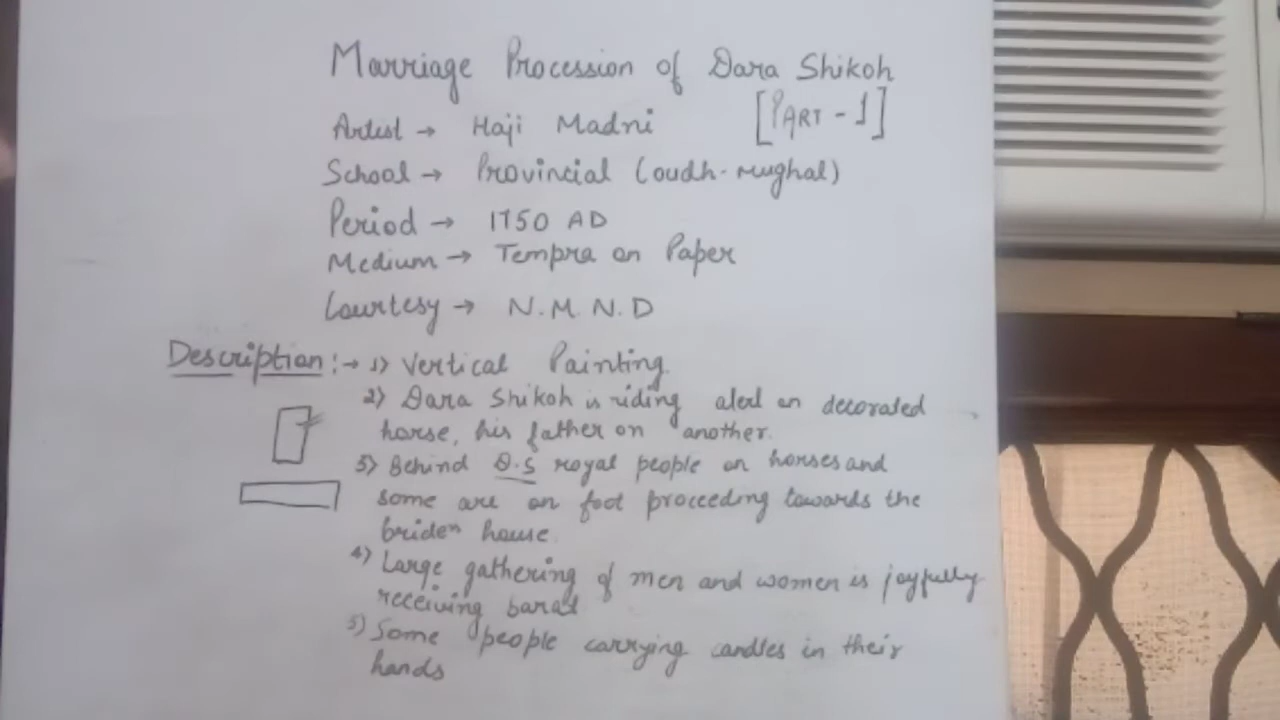 Marriage Procession of Dara Shikoh
Artist → Haji Madni [PART-1]
School → Provincial (oudh-mughal)
Period → 1750 AD
Medium → Tempra on Paper
Courtesy → N.M.N.D
Description:→ 1) Vertical Painting.
2) Dara Shikoh is riding on decorated
horse, his father on another.
3) Behind D.S royal people on horses and
some are on foot proceeding towards the
house.
4) Large gathering of men and women is joyfully
receiving barat
5) Some people carrying candles in their
hands